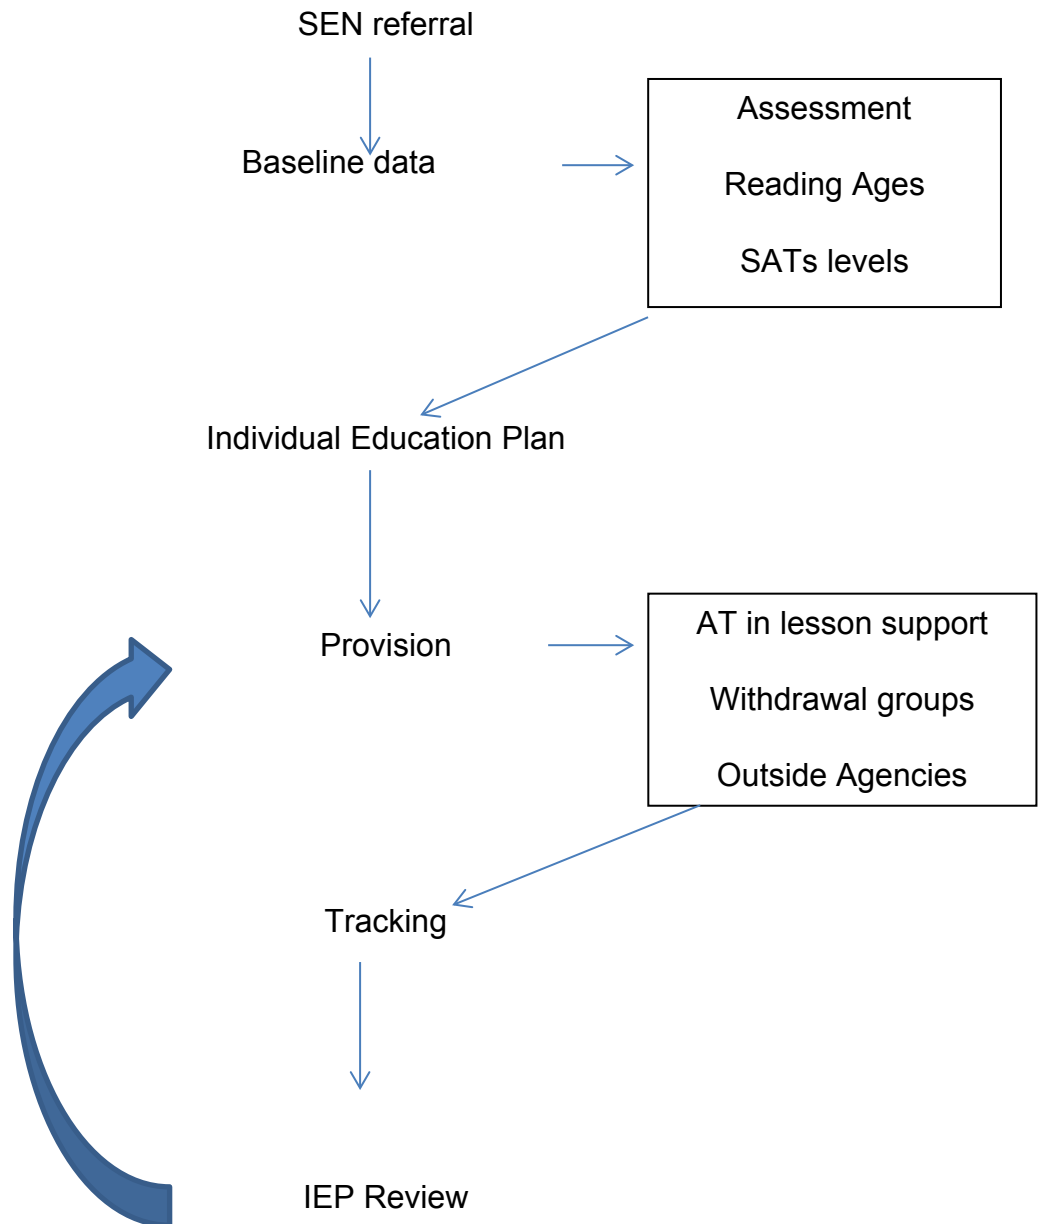 SEN referral
Baseline data
Assessment
Reading Ages
SATs levels
Individual Education Plan
Provision
AT in lesson support
Withdrawal groups
Outside Agencies
Tracking
IEP Review